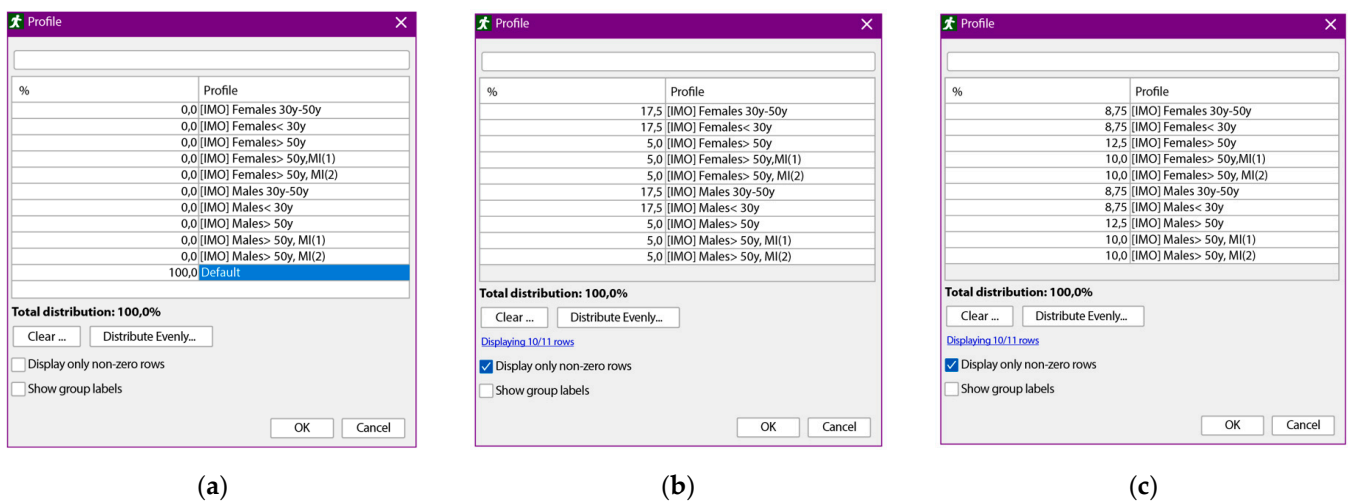 Profile
%	Profile
0,0	[IMO] Females 30y-50y
0,0	[IMO] Females< 30y
0,0	[IMO] Females> 50y
0,0	[IMO] Females> 50y,MI(1)
0,0	[IMO] Females> 50y, MI(2)
0,0	[IMO] Males 30y-50y
0,0	[IMO] Males< 30y
0,0	[IMO] Males> 50y
0,0	[IMO] Males> 50y, MI(1)
0,0	[IMO] Males> 50y, MI(2)
100,0	Default
Total distribution: 100,0%
Clear ...	Distribute Evenly...
Display only non-zero rows
Show group labels
OK	Cancel
(a)
Profile
%	Profile
17,5	[IMO] Females 30y-50y
17,5	[IMO] Females< 30y
5,0	[IMO] Females> 50y
5,0	[IMO] Females> 50y,MI(1)
5,0	[IMO] Females> 50y, MI(2)
17,5	[IMO] Males 30y-50y
17,5	[IMO] Males< 30y
5,0	[IMO] Males> 50y
5,0	[IMO] Males> 50y, MI(1)
5,0	[IMO] Males> 50y, MI(2)
Total distribution: 100,0%
Clear ...	Distribute Evenly...
Displaying 10/11 rows
Display only non-zero rows
Show group labels
OK	Cancel
(b)
Profile
%	Profile
8,75	[IMO] Females 30y-50y
8,75	[IMO] Females< 30y
12,5	[IMO] Females> 50y
10,0	[IMO] Females> 50y,MI(1)
10,0	[IMO] Females> 50y, MI(2)
8,75	[IMO] Males 30y-50y
8,75	[IMO] Males< 30y
12,5	[IMO] Males> 50y
10,0	[IMO] Males> 50y, MI(1)
10,0	[IMO] Males> 50y, MI(2)
Total distribution: 100,0%
Clear ...	Distribute Evenly...
Displaying 10/11 rows
Display only non-zero rows
Show group labels
OK	Cancel
(c)